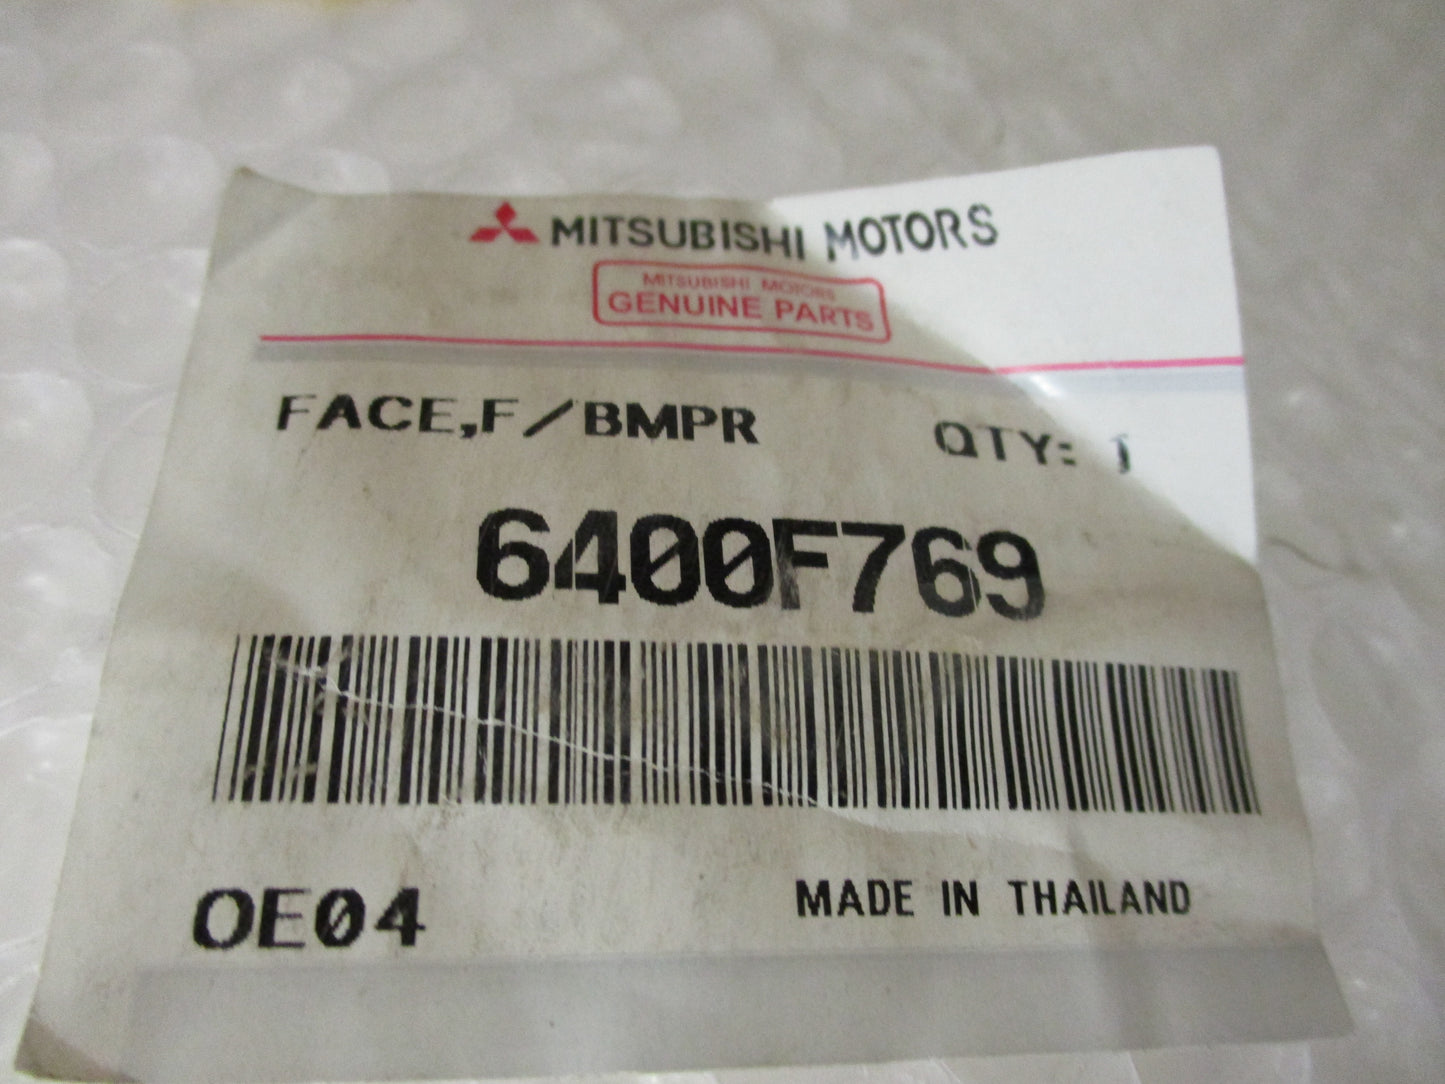 MITSUBISHI MOTORS
MITSUBISHI MOTORS
GENUINE PARTS
FACE,F/BMPR QTY: 1
6400F769
OE04 MADE IN THAILAND